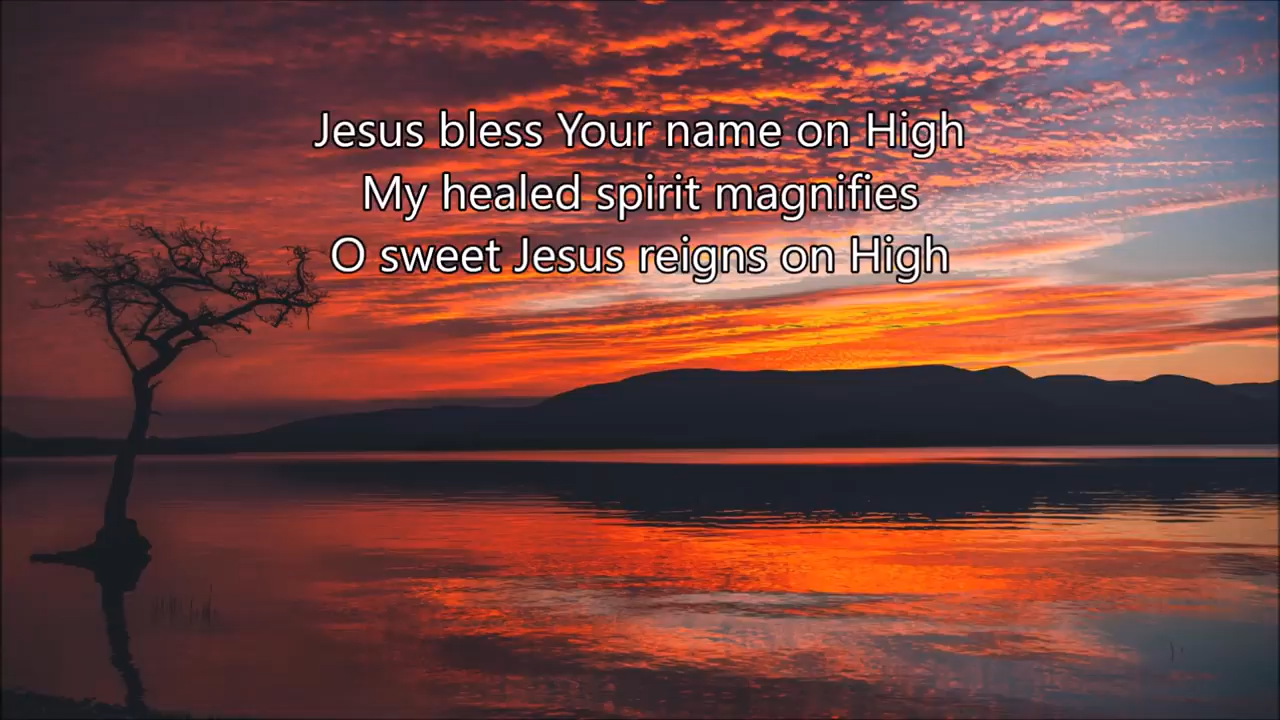 Jesus bless Your name on High
My healed spirit magnifies
O sweet Jesus reigns on High